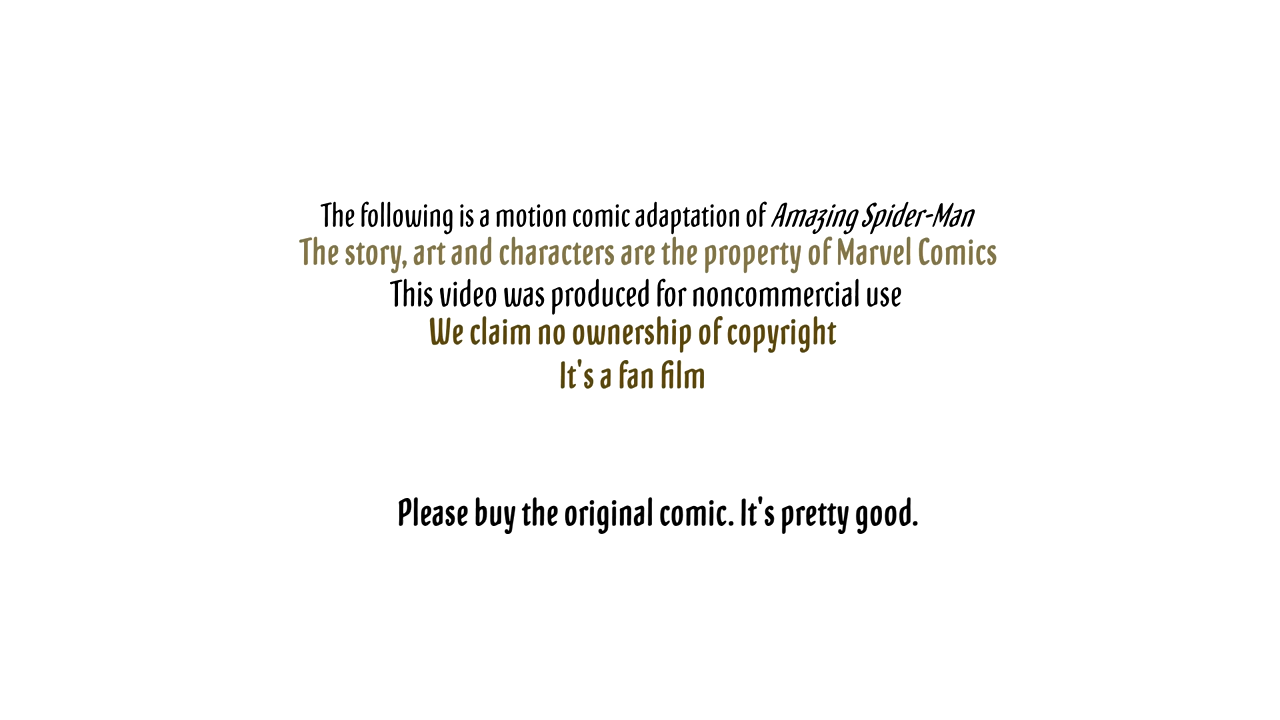 The following is a motion comic adaptation of Amazing Spider-Man
The story, art and characters are the property of Marvel Comics
This video was produced for noncommercial use
We claim no ownership of copyright
It's a fan film
Please buy the original comic. It's pretty good.